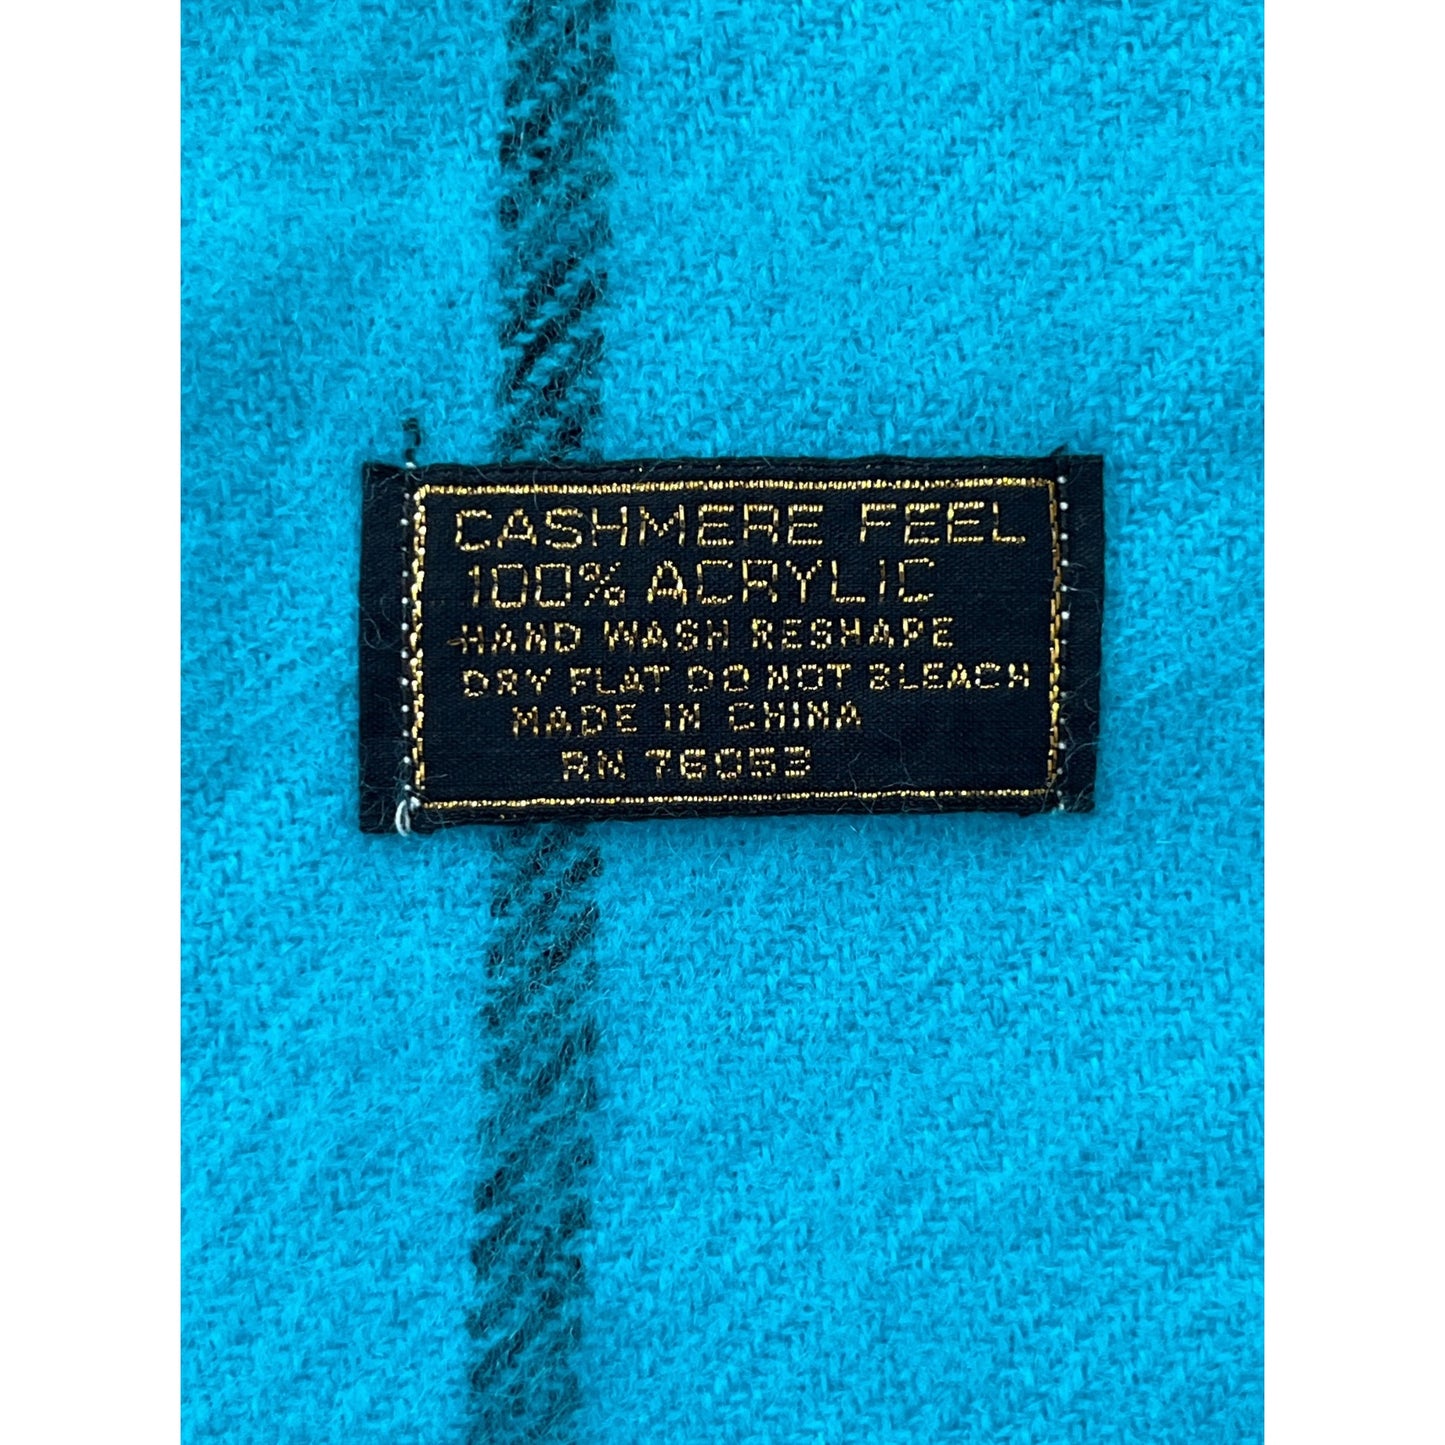 CASHMERE FEEL
100% ACRYLIC
HAND WASH RESHAPE
DRY FLAT DO NOT BLEACH
MADE IN CHINA
RN 76053